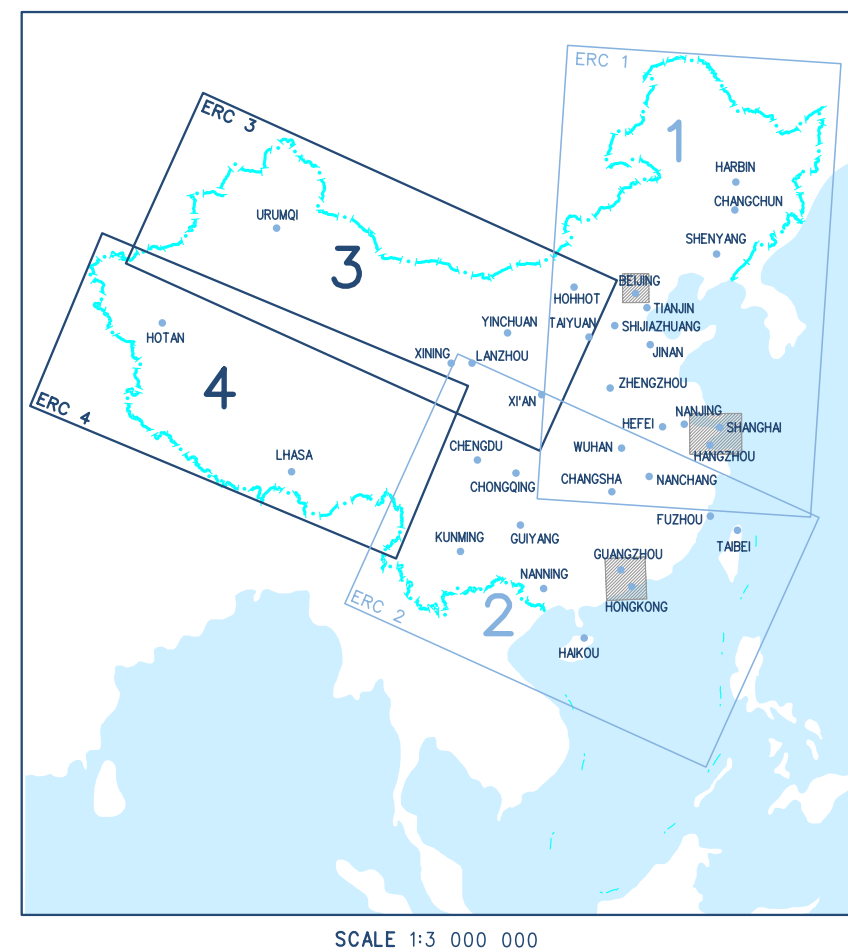 ERC 1
ERC 3
1
HARBIN
CHANGCHUN
URUMQI
SHENYANG
3
BEIJING
HOHHOT
TIANJIN
YINCHUAN
TAIYUAN
SHIJIAZHUANG
HOTAN
XINING
LANZHOU
JINAN
4
ZHENGZHOU
XI'AN
ERC 4
NANJING
HEFEI
SHANGHAI
CHENGDU
WUHAN
HANGZHOU
LHASA
CHONGQING
CHANGSHA
NANCHANG
FUZHOU
KUNMING
GUIYANG
TAIBEI
GUANGZHOU
NANNING
ERC 2
2
HONGKONG
HAIKOU
SCALE 1:3 000 000